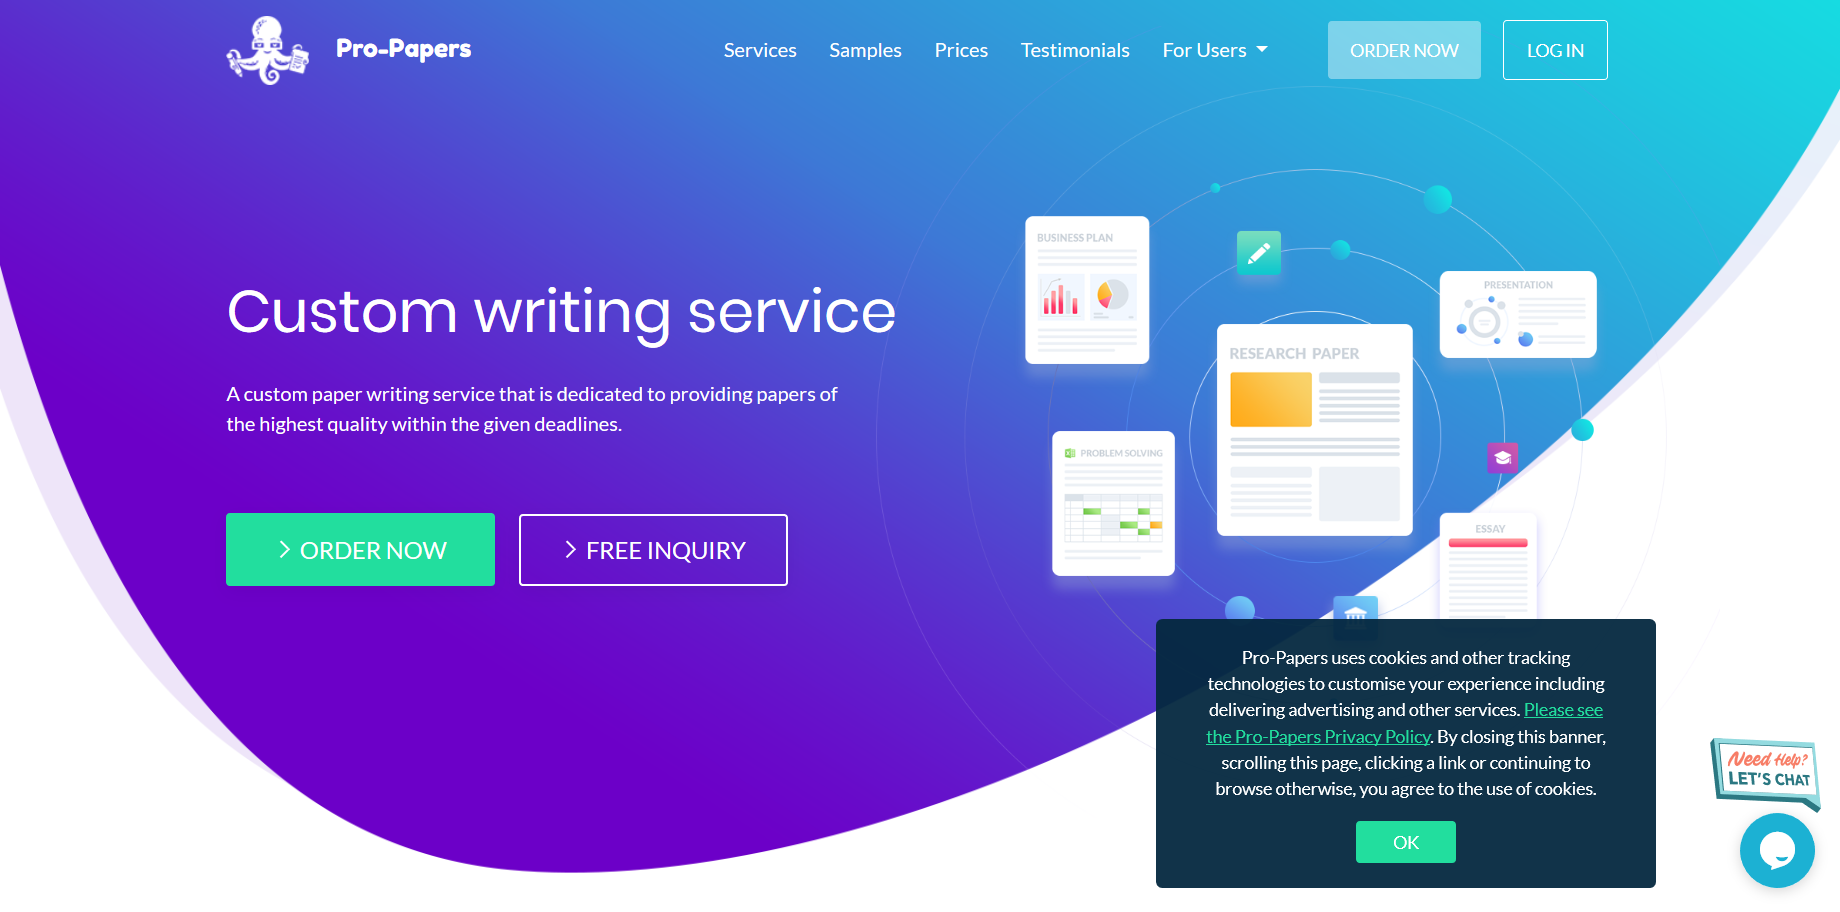 Pro-Papers
Services
Samples
Prices
Testimonials
For Users
ORDER NOW
LOG IN
Custom writing service
A custom paper writing service that is dedicated to providing papers of
the highest quality within the given deadlines.
ORDER NOW
FREE INQUIRY
BUSINESS PLAN
PRESENTATION
RESEARCH PAPER
PROBLEM SOLVING
ESSAY
Pro-Papers uses cookies and other tracking
technologies to customise your experience including
delivering advertising and other services. Please see
the Pro-Papers Privacy Policy. By closing this banner,
scrolling this page, clicking a link or continuing to
browse otherwise, you agree to the use of cookies.
OK
Need Help?
LET'S CHAT